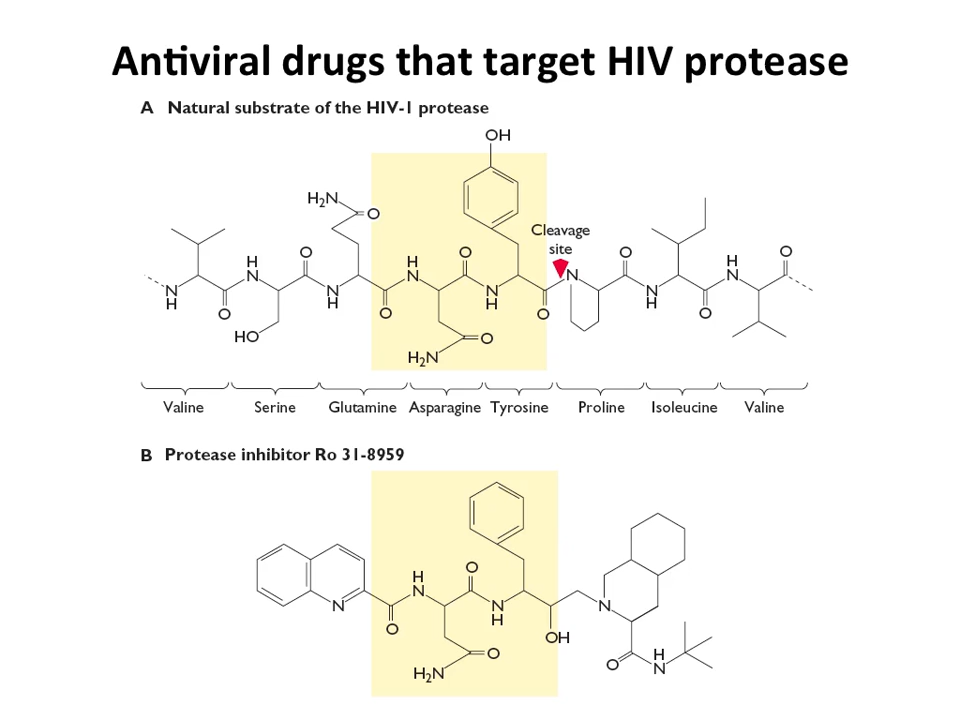 Antiviral drugs that target HIV protease
A Natural substrate of the HIV-1 protease
OH
H₂N
O
Cleavage
site
H
N
O
H
N
O
H
N
O
N
O
H
N
O
N
H
O
HO
N
H
O
N
H
O
N
H
O
H₂N
O
Valine Serine Glutamine Asparagine Tyrosine Proline Isoleucine Valine
B Protease inhibitor Ro 31-8959
N
O
H
N
O
N
H
OH
N
H₂N
O
O
H
N